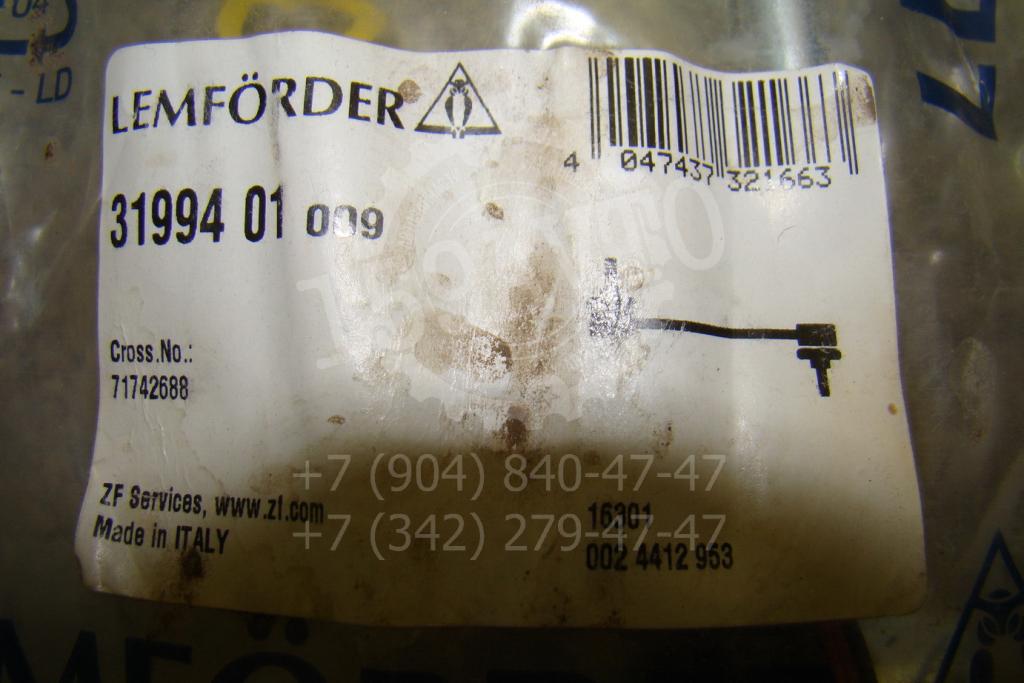 LEMFÖRDER
4 047437 321663
31994 01 009
Cross.No.:
71742688
+7 (904) 840-47-47
ZF Services, www.zf.com
16301
+7 (342) 279-47-47
Made in ITALY
002 4412 953
- LD